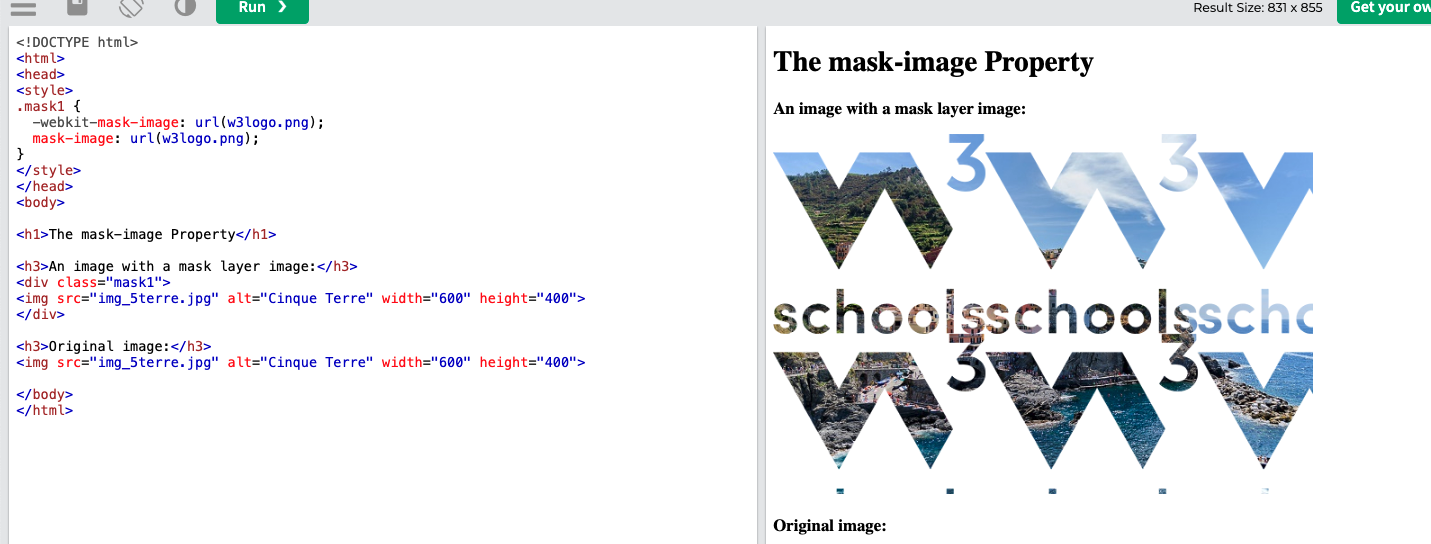 Run ❯
Result Size: 831 x 855
Get your ow
<!DOCTYPE html>
<html>
<head>
<style>
.mask1 {
  -webkit-mask-image: url(w3logo.png);
  mask-image: url(w3logo.png);
}
</style>
</head>
<body>
<h1>The mask-image Property</h1>
<h3>An image with a mask layer image:</h3>
<div class="mask1">
<img src="img_5terre.jpg" alt="Cinque Terre" width="600" height="400">
</div>
<h3>Original image:</h3>
<img src="img_5terre.jpg" alt="Cinque Terre" width="600" height="400">
</body>
</html>
The mask-image Property
An image with a mask layer image:
W3W3W
schoolsschoolsscho
W3W3W
Original image: